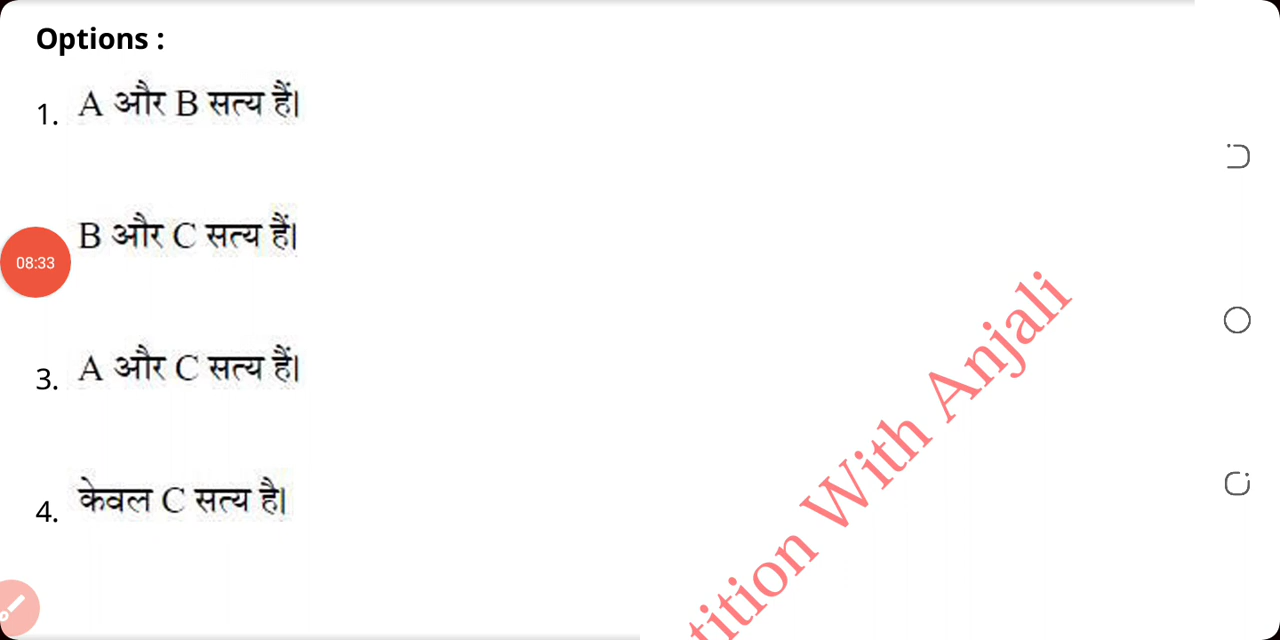 Options :
1. A और B सत्य हैं।
B और C सत्य हैं।
08:33
3. A और C सत्य हैं।
4. केवल C सत्य है।
tition With Anjali